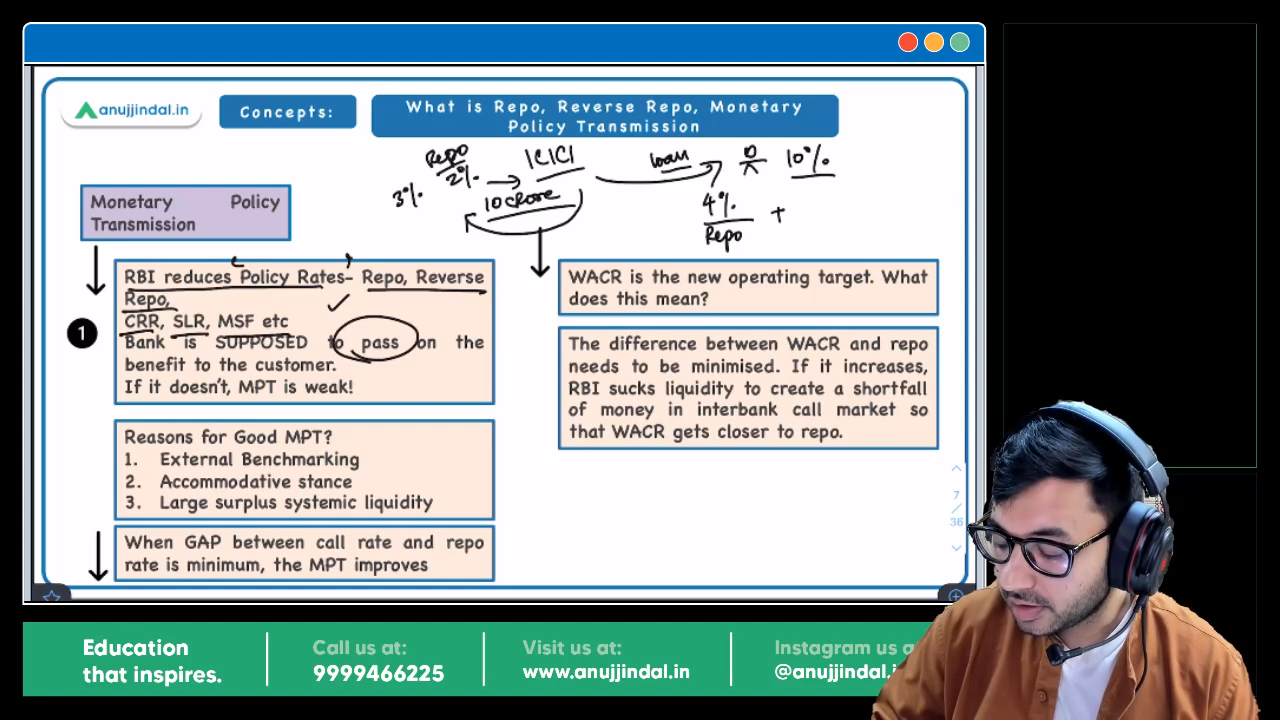 anujjindal.in
Concepts:
What is Repo, Reverse Repo, Monetary
Policy Transmission
Repo
2%
3%
ICICI
10 crore
loan
10%
4%
Repo
+
Monetary Policy
Transmission
1
RBI reduces Policy Rates- Repo, Reverse
Repo,
CRR, SLR, MSF etc
Bank is SUPPOSED to pass on the
benefit to the customer.
If it doesn't, MPT is weak!
Reasons for Good MPT?
1. External Benchmarking
2. Accommodative stance
3. Large surplus systemic liquidity
When GAP between call rate and repo
rate is minimum, the MPT improves
WACR is the new operating target. What
does this mean?
The difference between WACR and repo
needs to be minimised. If it increases,
RBI sucks liquidity to create a shortfall
of money in interbank call market so
that WACR gets closer to repo.
7
/
36
Education
that inspires.
Call us at:
9999466225
Visit us at:
www.anujjindal.in
Instagram us a
@anujjindal.i